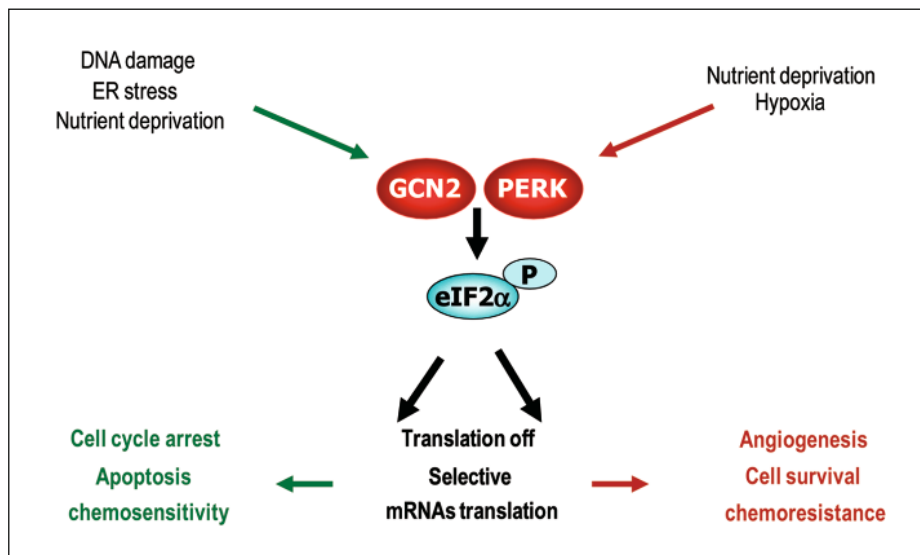 DNA damage
ER stress
Nutrient deprivation
Nutrient deprivation
Hypoxia
GCN2
PERK
P
eIF2α
Cell cycle arrest
Apoptosis
chemosensitivity
Translation off
Selective
mRNAs translation
Angiogenesis
Cell survival
chemoresistance